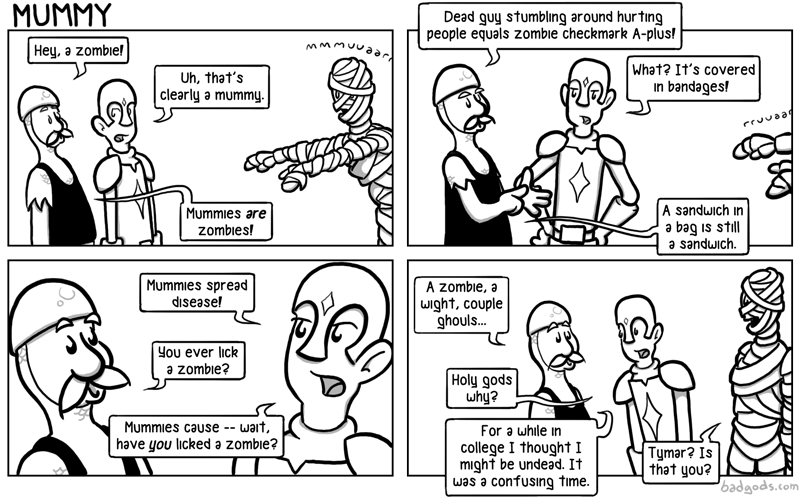 MUMMY
Hey, a zombie!
Uh, that's
clearly a mummy.
mmmuuaarr
Mummies are
zombies!
Dead guy stumbling around hurting
people equals zombie checkmark A-plus!
What? It's covered
in bandages!
rruuaar
A sandwich in
a bag is still
a sandwich.
Mummies spread
disease!
You ever lick
a zombie?
Mummies cause -- wait,
have you licked a zombie?
A zombie, a
wight, couple
ghouls...
Holy gods
why?
For a while in
college I thought I
might be undead. It
was a confusing time.
Tymar? Is
that you?
badgods.com